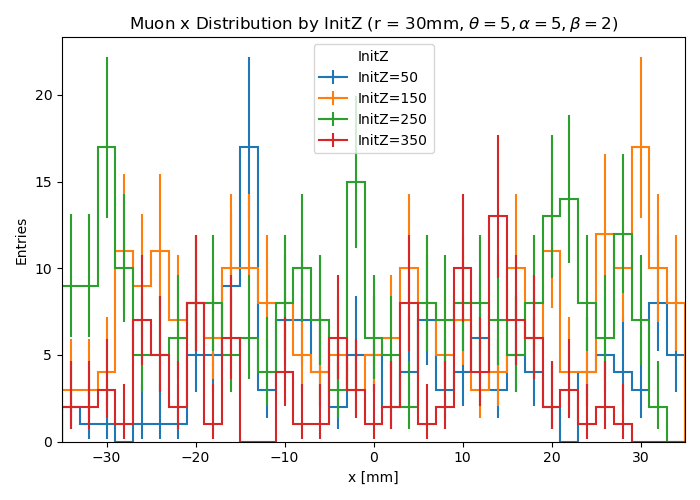 Muon x Distribution by InitZ (r = 30mm, θ = 5, α = 5, β = 2)
InitZ
InitZ=50
InitZ=150
InitZ=250
InitZ=350
Entries
20
15
10
5
0
−30 −20 −10 0 10 20 30
x [mm]